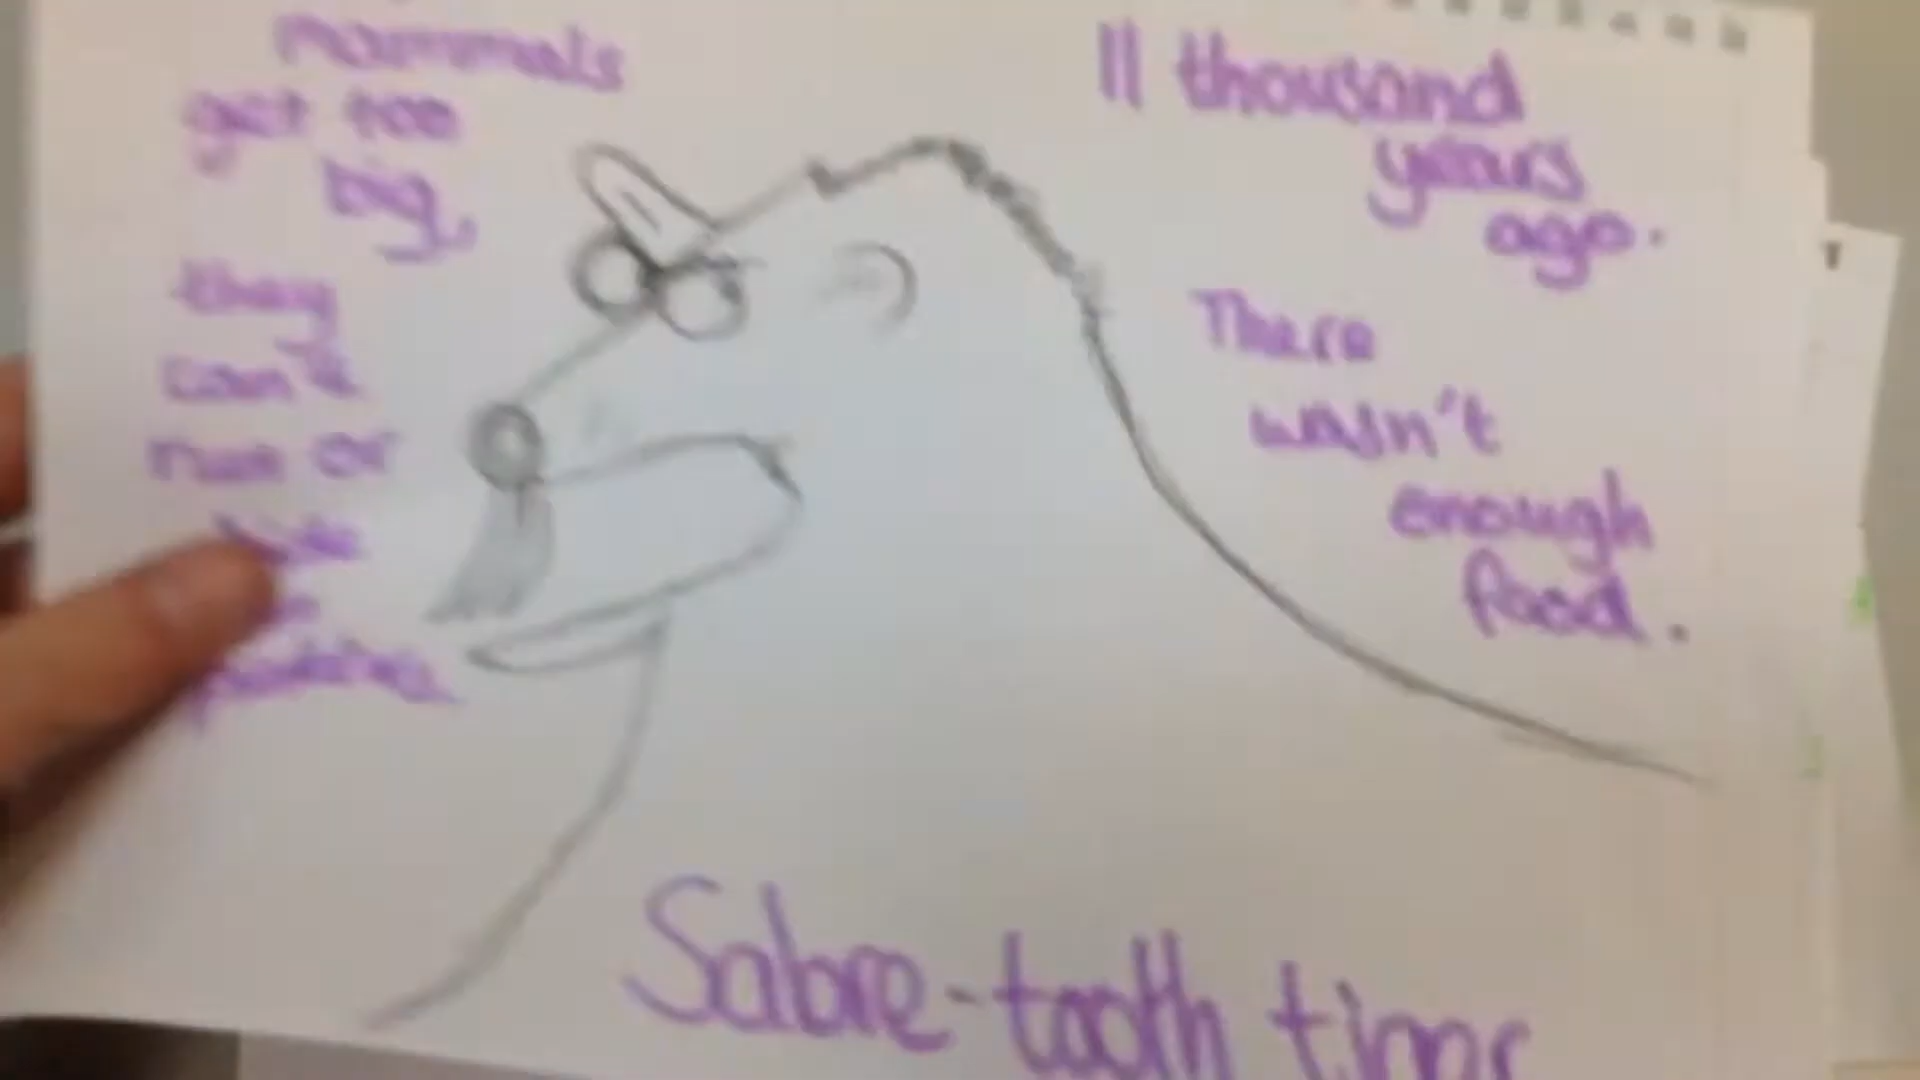 mammals
get too
big,
they
can't
run or
hide
11 thousand
years
ago.
There
wasn't
enough
food.
Sabre-tooth tiger